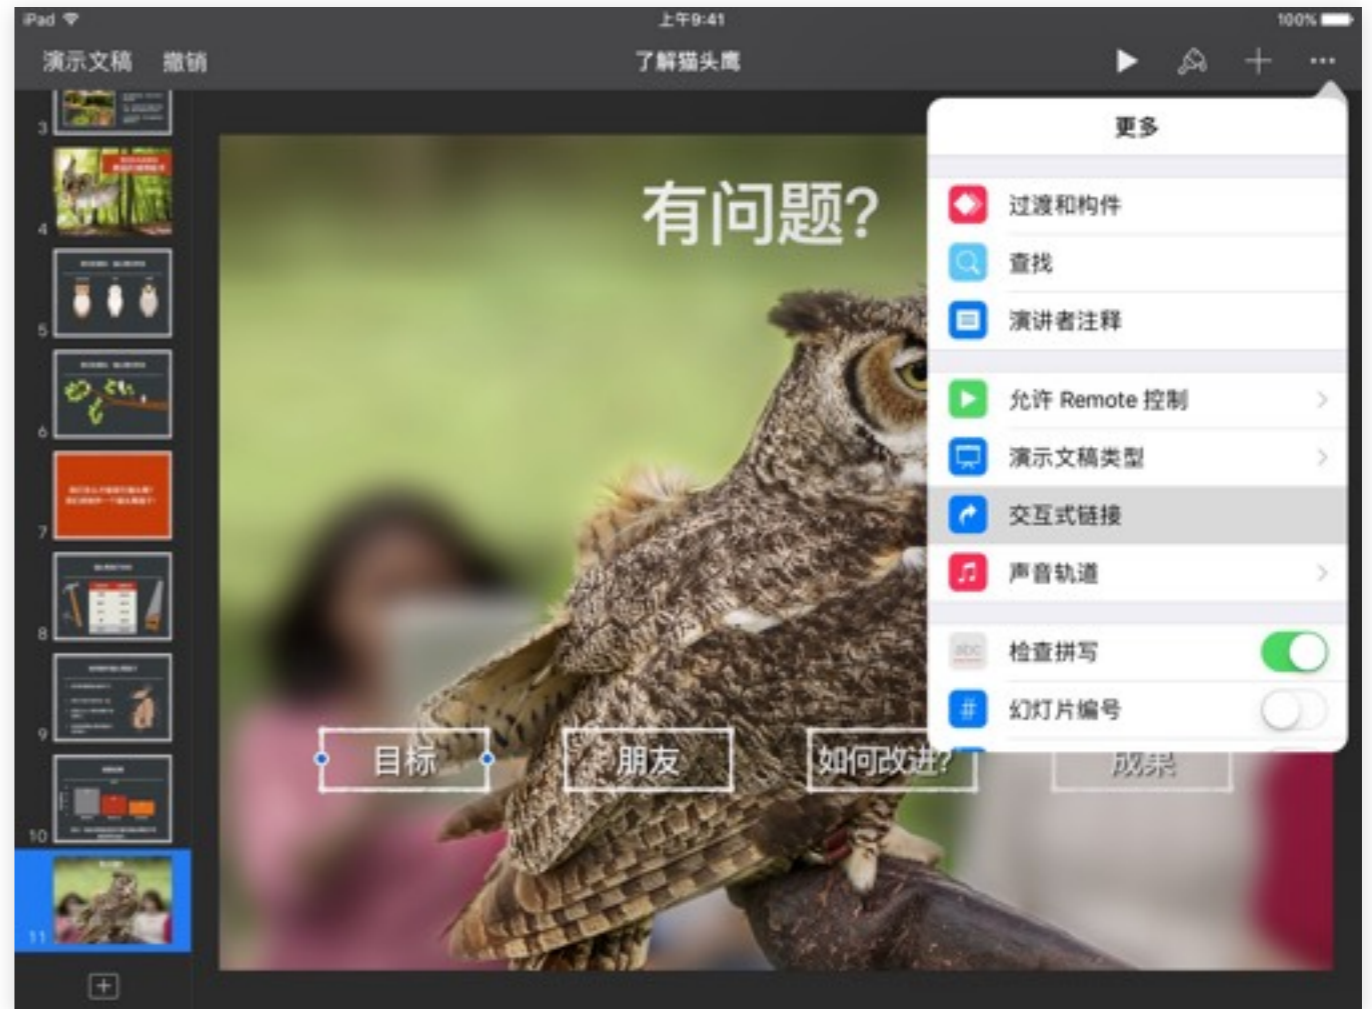 iPad
上午9:41
100%
演示文稿
撤销
了解猫头鹰
更多
过渡和构件
查找
演讲者注释
允许 Remote 控制
演示文稿类型
交互式链接
声音轨道
abc
检查拼写
#
幻灯片编号
有问题?
目标
朋友
如何改进?
成果
3
4
5
6
7
8
9
10
11